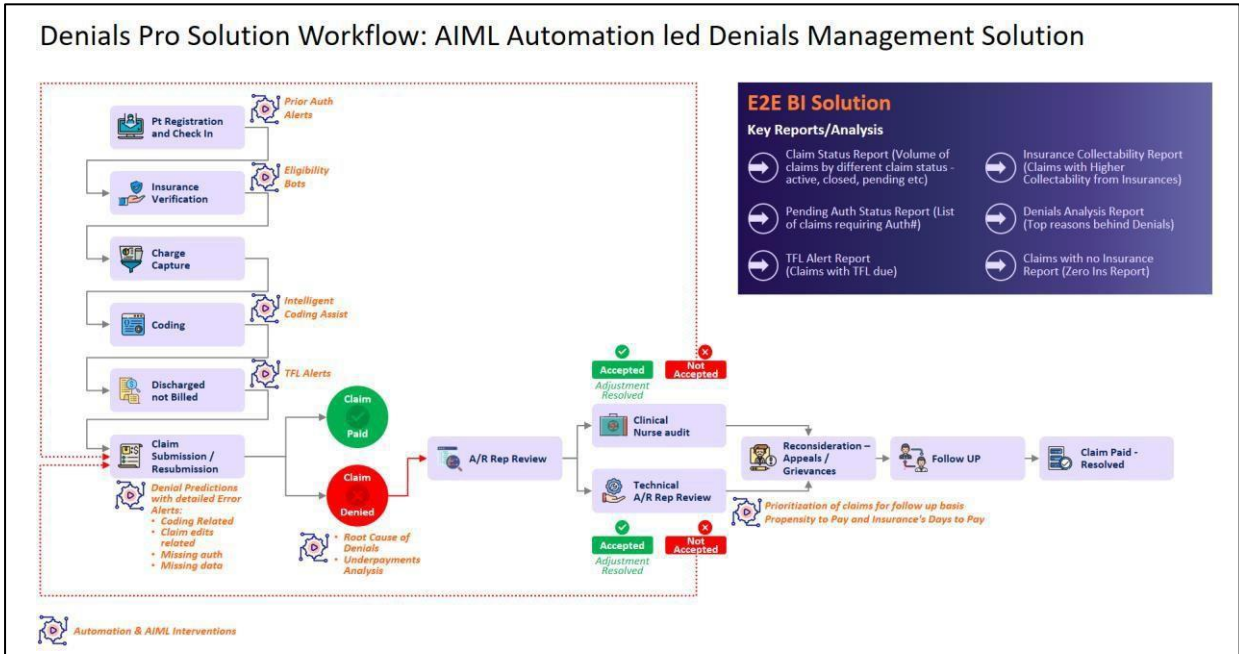 Denials Pro Solution Workflow: AIML Automation led Denials Management Solution
Pt Registration
and Check In
Prior Auth
Alerts
Insurance
Verification
Eligibility
Bots
Charge
Capture
Coding
Intelligent
Coding Assist
Discharged
not Billed
TFL Alerts
Claim
Submission /
Resubmission
Denial Predictions
with detailed Error
Alerts:
• Coding Related
• Claim edits
related
• Missing auth
• Missing data
Claim
Paid
Claim
Denied
• Root Cause of
Denials
• Underpayments
Analysis
A/R Rep Review
Accepted
Adjustment
Resolved
Not
Accepted
Clinical
Nurse audit
Technical
A/R Rep Review
Accepted
Adjustment
Resolved
Not
Accepted
Reconsideration –
Appeals /
Grievances
Prioritization of claims for follow up basis
Propensity to Pay and Insurance's Days to Pay
Follow UP
Claim Paid -
Resolved
E2E BI Solution
Key Reports/Analysis
Claim Status Report (Volume of
claims by different claim status -
active, closed, pending etc)
Pending Auth Status Report (List
of claims requiring Auth#)
TFL Alert Report
(Claims with TFL due)
Insurance Collectability Report
(Claims with Higher
Collectability from Insurances)
Denials Analysis Report
(Top reasons behind Denials)
Claims with no Insurance
Report (Zero Ins Report)
Automation & AIML Interventions